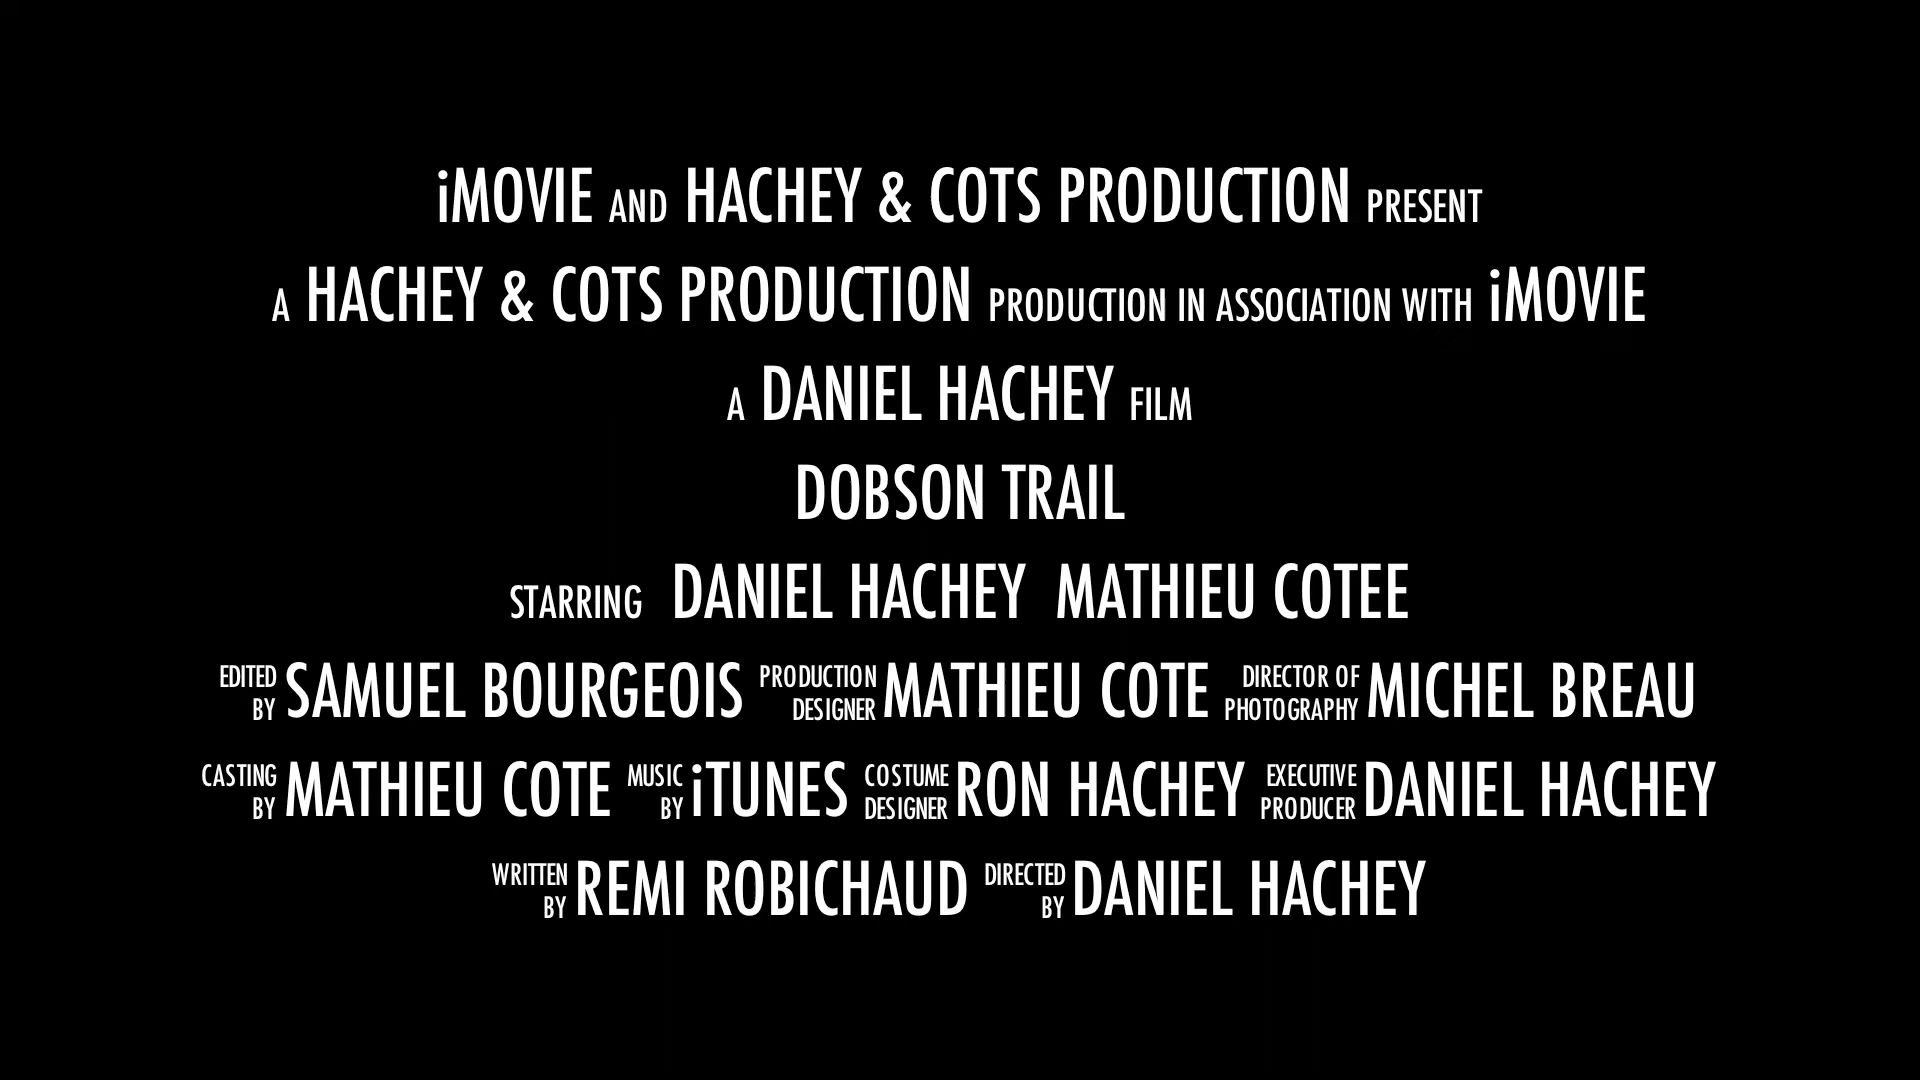 iMOVIE AND HACHEY & COTS PRODUCTION PRESENT
A HACHEY & COTS PRODUCTION PRODUCTION IN ASSOCIATION WITH iMOVIE
A DANIEL HACHEY FILM
DOBSON TRAIL
STARRING DANIEL HACHEY MATHIEU COTEE
EDITED BY SAMUEL BOURGEOIS PRODUCTION DESIGNER MATHIEU COTE DIRECTOR OF PHOTOGRAPHY MICHEL BREAU
CASTING BY MATHIEU COTE MUSIC BY iTUNES COSTUME DESIGNER RON HACHEY EXECUTIVE PRODUCER DANIEL HACHEY
WRITTEN BY REMI ROBICHAUD DIRECTED BY DANIEL HACHEY